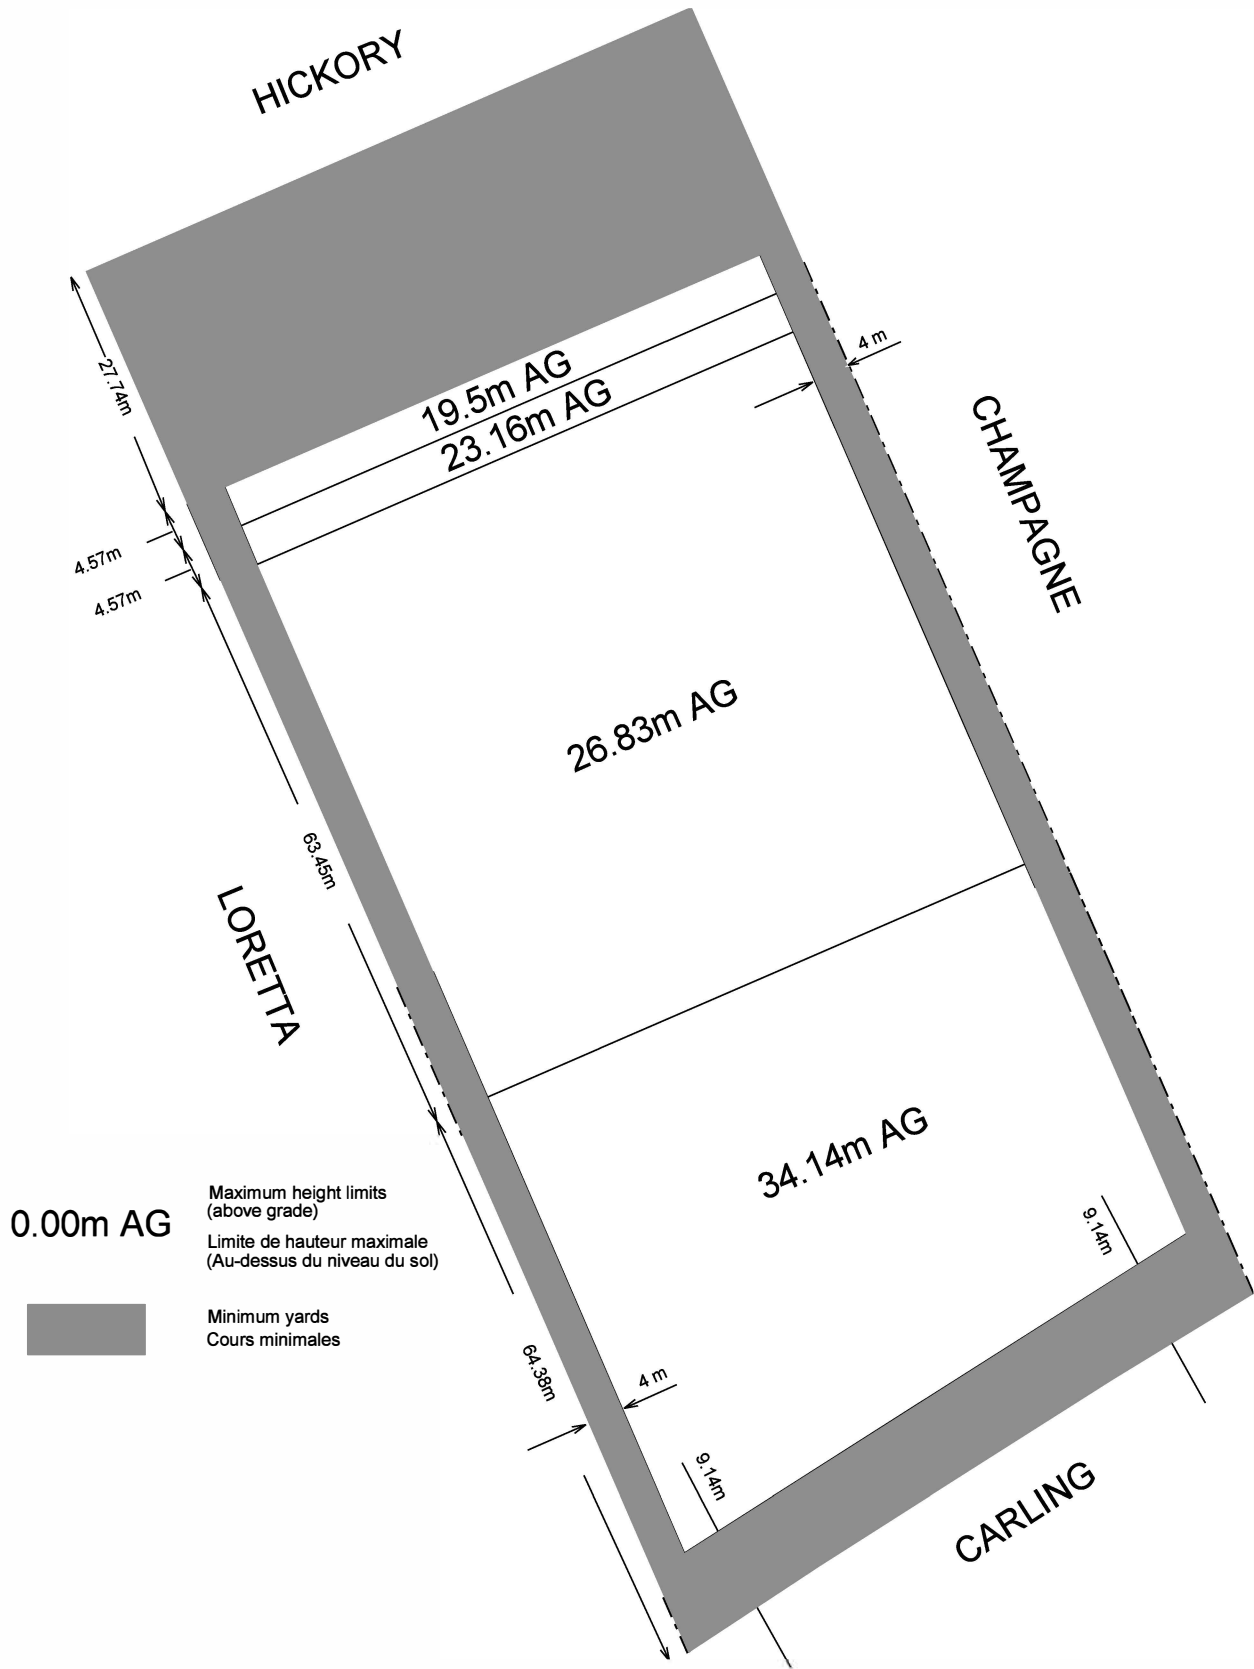 HICKORY
27.74m
4 m
19.5m AG
23.16m AG
CHAMPAGNE
4.57m
4.57m
26.83m AG
63.45m
LORETTA
34.14m AG
0.00m AG
Maximum height limits
(above grade)
Limite de hauteur maximale
(Au-dessus du niveau du sol)
9.14m
Minimum yards
Cours minimales
64.38m
4 m
9.14m
CARLING